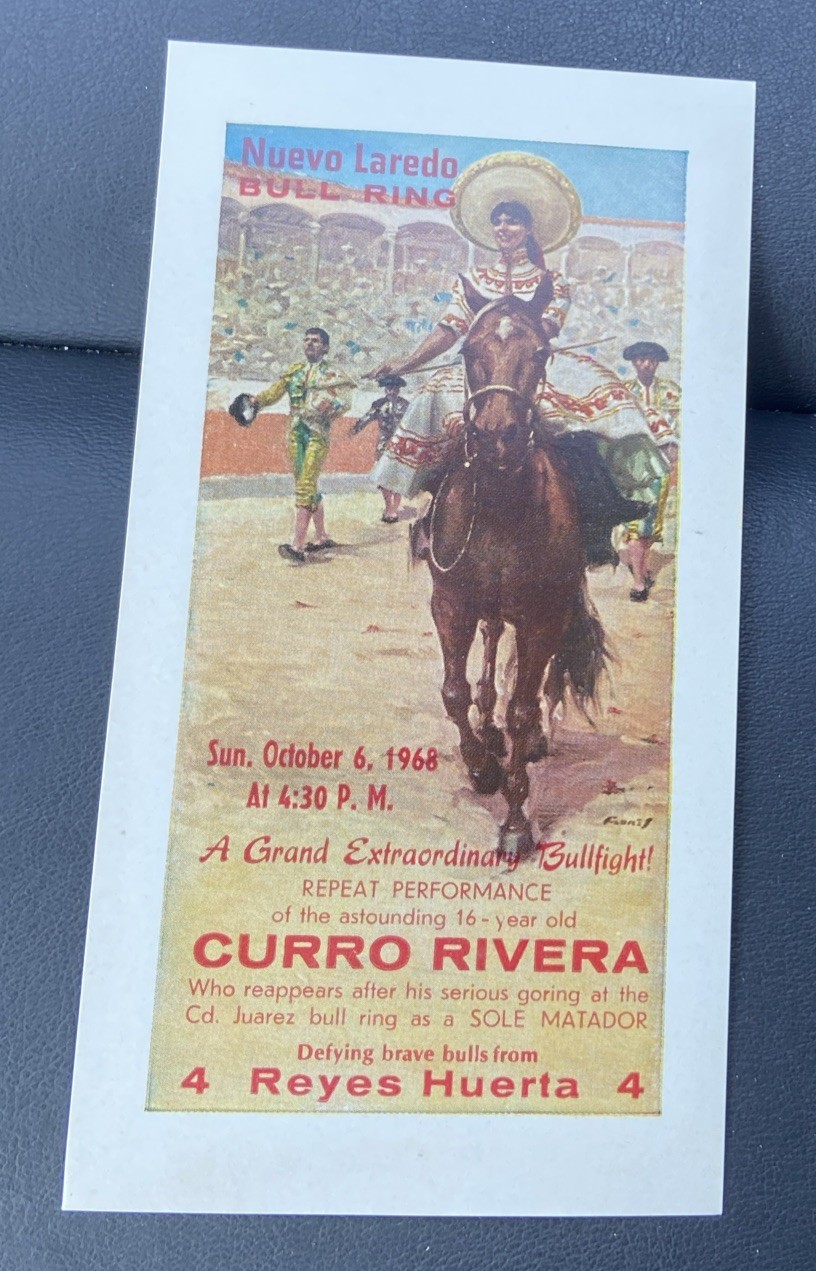 Nuevo Laredo
BULL RING
Sun. October 6, 1968
At 4:30 P. M.
A Grand Extraordinary Bullfight!
REPEAT PERFORMANCE
of the astounding 16-year old
CURRO RIVERA
Who reappears after his serious goring at the
Cd. Juarez bull ring as a SOLE MATADOR
Defying brave bulls from
4 Reyes Huerta 4